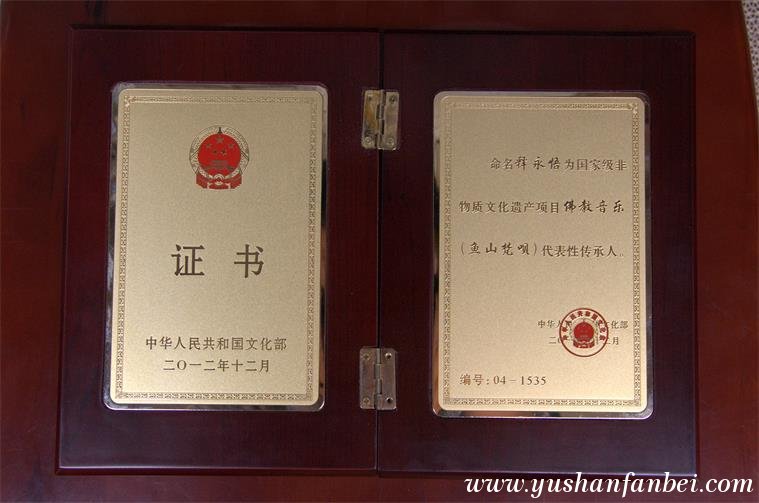 证书
中华人民共和国文化部
二〇一二年十二月
命名释永悟为国家级非
物质文化遗产项目佛教音乐
(鱼山梵呗)代表性传承人。
中华人民共和国文化部
二〇一二年十二月
编号:04-1535
www.yushanfanbei.com